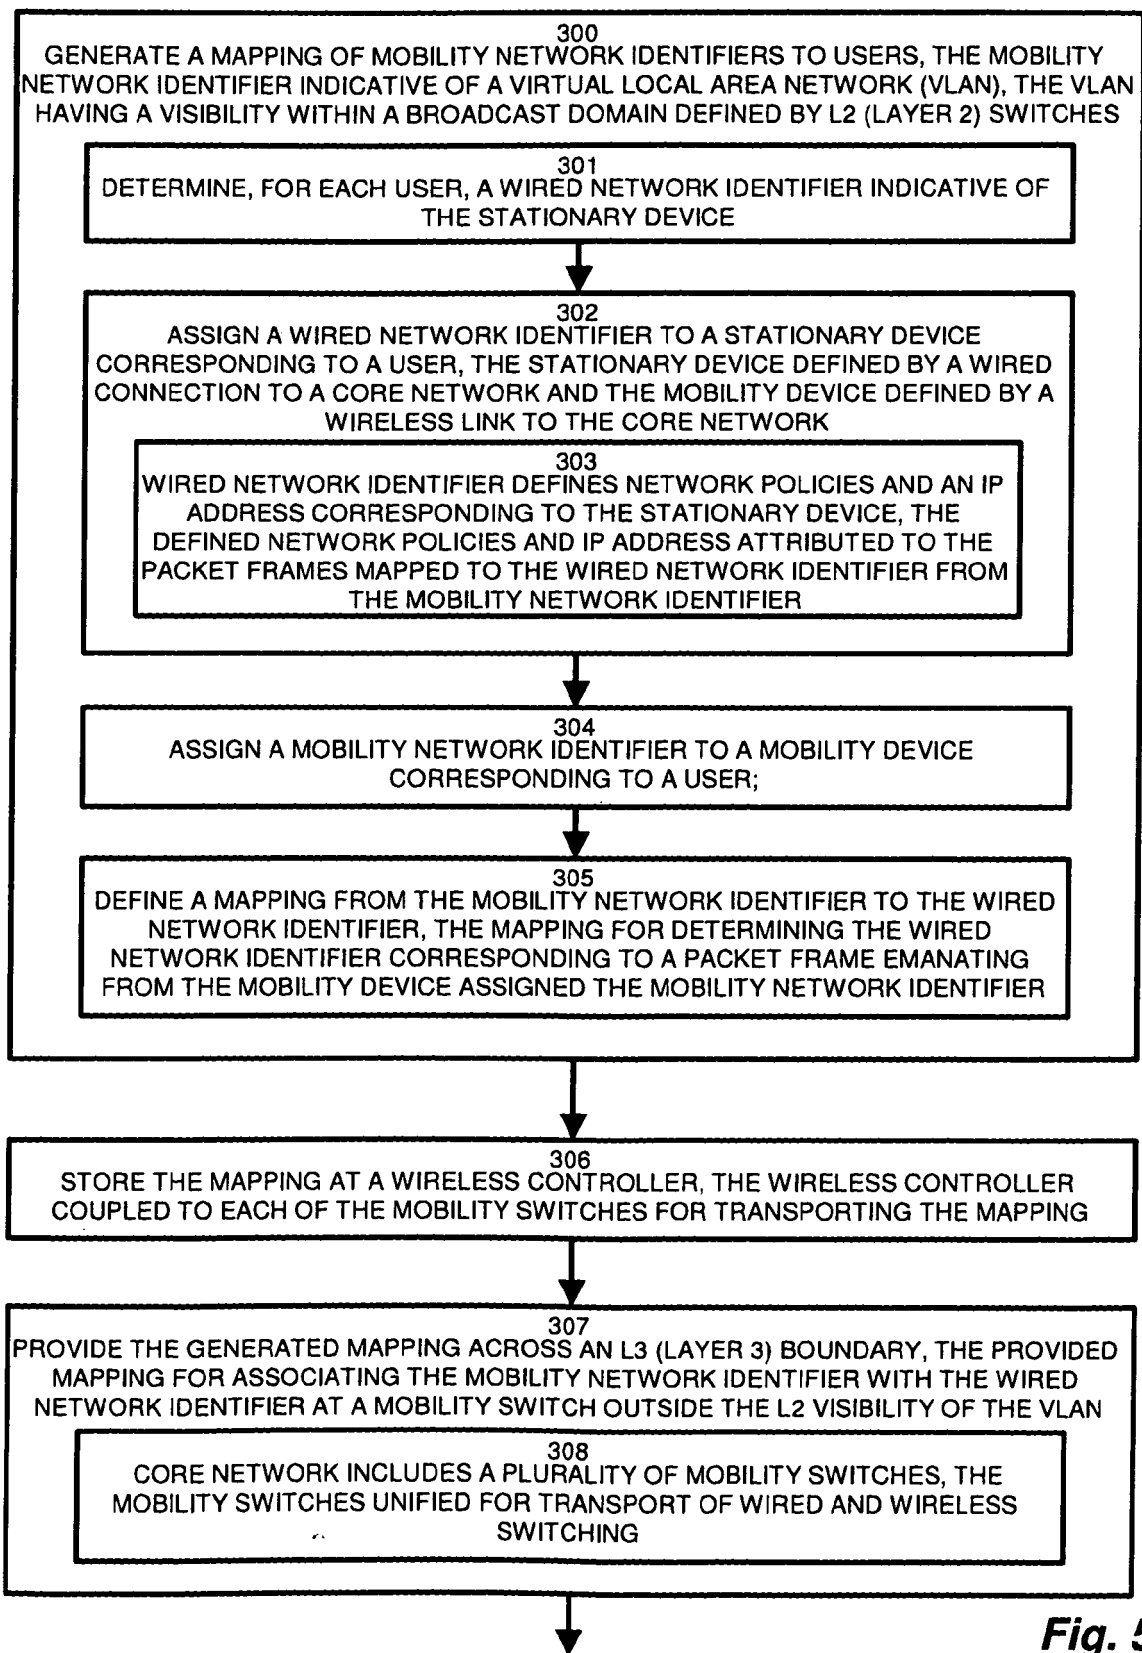 300
GENERATE A MAPPING OF MOBILITY NETWORK IDENTIFIERS TO USERS, THE MOBILITY
NETWORK IDENTIFIER INDICATIVE OF A VIRTUAL LOCAL AREA NETWORK (VLAN), THE VLAN
HAVING A VISIBILITY WITHIN A BROADCAST DOMAIN DEFINED BY L2 (LAYER 2) SWITCHES
301
DETERMINE, FOR EACH USER, A WIRED NETWORK IDENTIFIER INDICATIVE OF
THE STATIONARY DEVICE
302
ASSIGN A WIRED NETWORK IDENTIFIER TO A STATIONARY DEVICE
CORRESPONDING TO A USER, THE STATIONARY DEVICE DEFINED BY A WIRED
CONNECTION TO A CORE NETWORK AND THE MOBILITY DEVICE DEFINED BY A
WIRELESS LINK TO THE CORE NETWORK
303
WIRED NETWORK IDENTIFIER DEFINES NETWORK POLICIES AND AN IP
ADDRESS CORRESPONDING TO THE STATIONARY DEVICE, THE
DEFINED NETWORK POLICIES AND IP ADDRESS ATTRIBUTED TO THE
PACKET FRAMES MAPPED TO THE WIRED NETWORK IDENTIFIER FROM
THE MOBILITY NETWORK IDENTIFIER
304
ASSIGN A MOBILITY NETWORK IDENTIFIER TO A MOBILITY DEVICE
CORRESPONDING TO A USER;
305
DEFINE A MAPPING FROM THE MOBILITY NETWORK IDENTIFIER TO THE WIRED
NETWORK IDENTIFIER, THE MAPPING FOR DETERMINING THE WIRED
NETWORK IDENTIFIER CORRESPONDING TO A PACKET FRAME EMANATING
FROM THE MOBILITY DEVICE ASSIGNED THE MOBILITY NETWORK IDENTIFIER
306
STORE THE MAPPING AT A WIRELESS CONTROLLER, THE WIRELESS CONTROLLER
COUPLED TO EACH OF THE MOBILITY SWITCHES FOR TRANSPORTING THE MAPPING
307
PROVIDE THE GENERATED MAPPING ACROSS AN L3 (LAYER 3) BOUNDARY, THE PROVIDED
MAPPING FOR ASSOCIATING THE MOBILITY NETWORK IDENTIFIER WITH THE WIRED
NETWORK IDENTIFIER AT A MOBILITY SWITCH OUTSIDE THE L2 VISIBILITY OF THE VLAN
308
CORE NETWORK INCLUDES A PLURALITY OF MOBILITY SWITCHES, THE
MOBILITY SWITCHES UNIFIED FOR TRANSPORT OF WIRED AND WIRELESS
SWITCHING
Fig. 5